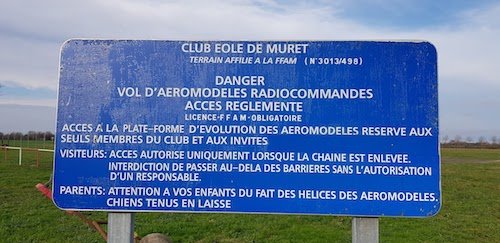 CLUB EOLE DE MURET
TERRAIN AFFILIE A LA FFAM (N°3013/498)
DANGER
VOL D'AEROMODELES RADIOCOMMANDES
ACCES REGLEMENTE
LICENCE-FFAM-OBLIGATOIRE
ACCES A LA PLATE-FORME D'EVOLUTION DES AEROMODELES RESERVE AUX
SEULS MEMBRES DU CLUB ET AUX INVITES
VISITEURS: ACCES AUTORISE UNIQUEMENT LORSQUE LA CHAINE EST ENLEVEE.
INTERDICTION DE PASSER AU-DELA DES BARRIERES SANS L'AUTORISATION
D'UN RESPONSABLE.
PARENTS: ATTENTION A VOS ENFANTS DU FAIT DES HELICES DES AEROMODELES.
CHIENS TENUS EN LAISSE